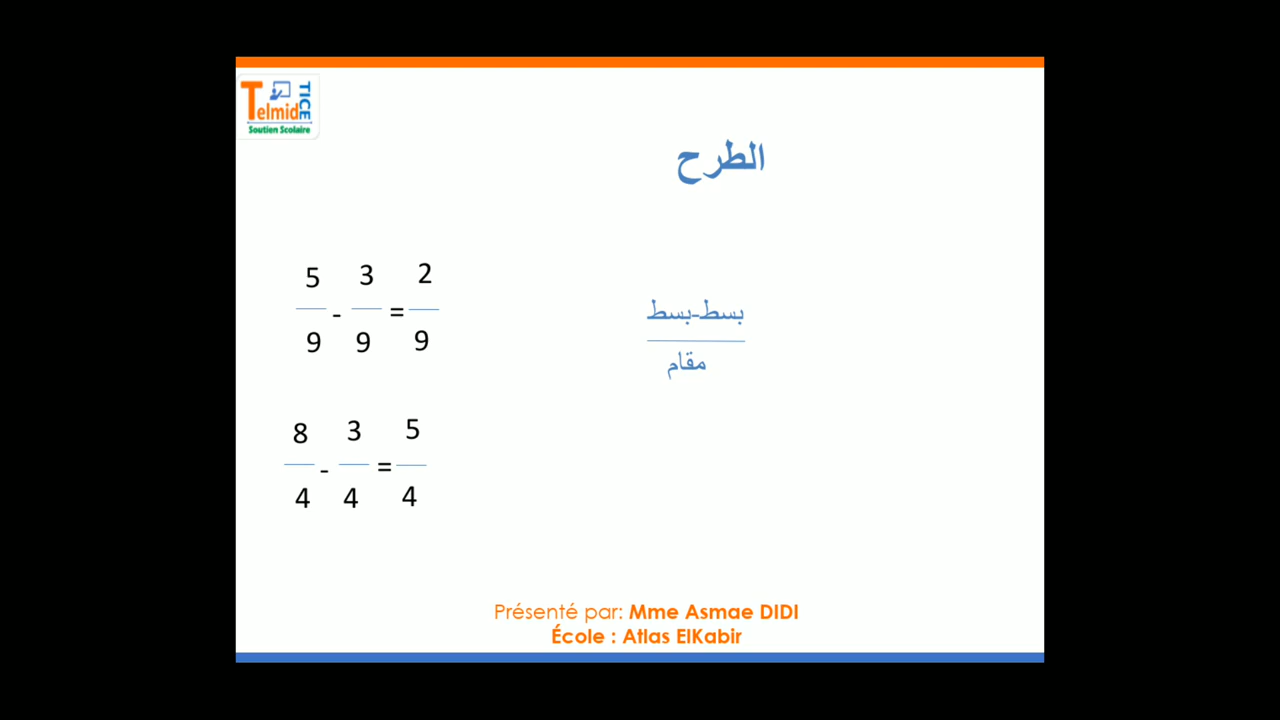 Telmid TICE
Soutien Scolaire
الطرح
5/9 - 3/9 = 2/9
بسط-بسط
مقام
8/4 - 3/4 = 5/4
Présenté par: Mme Asmae DIDI
École : Atlas ElKabir